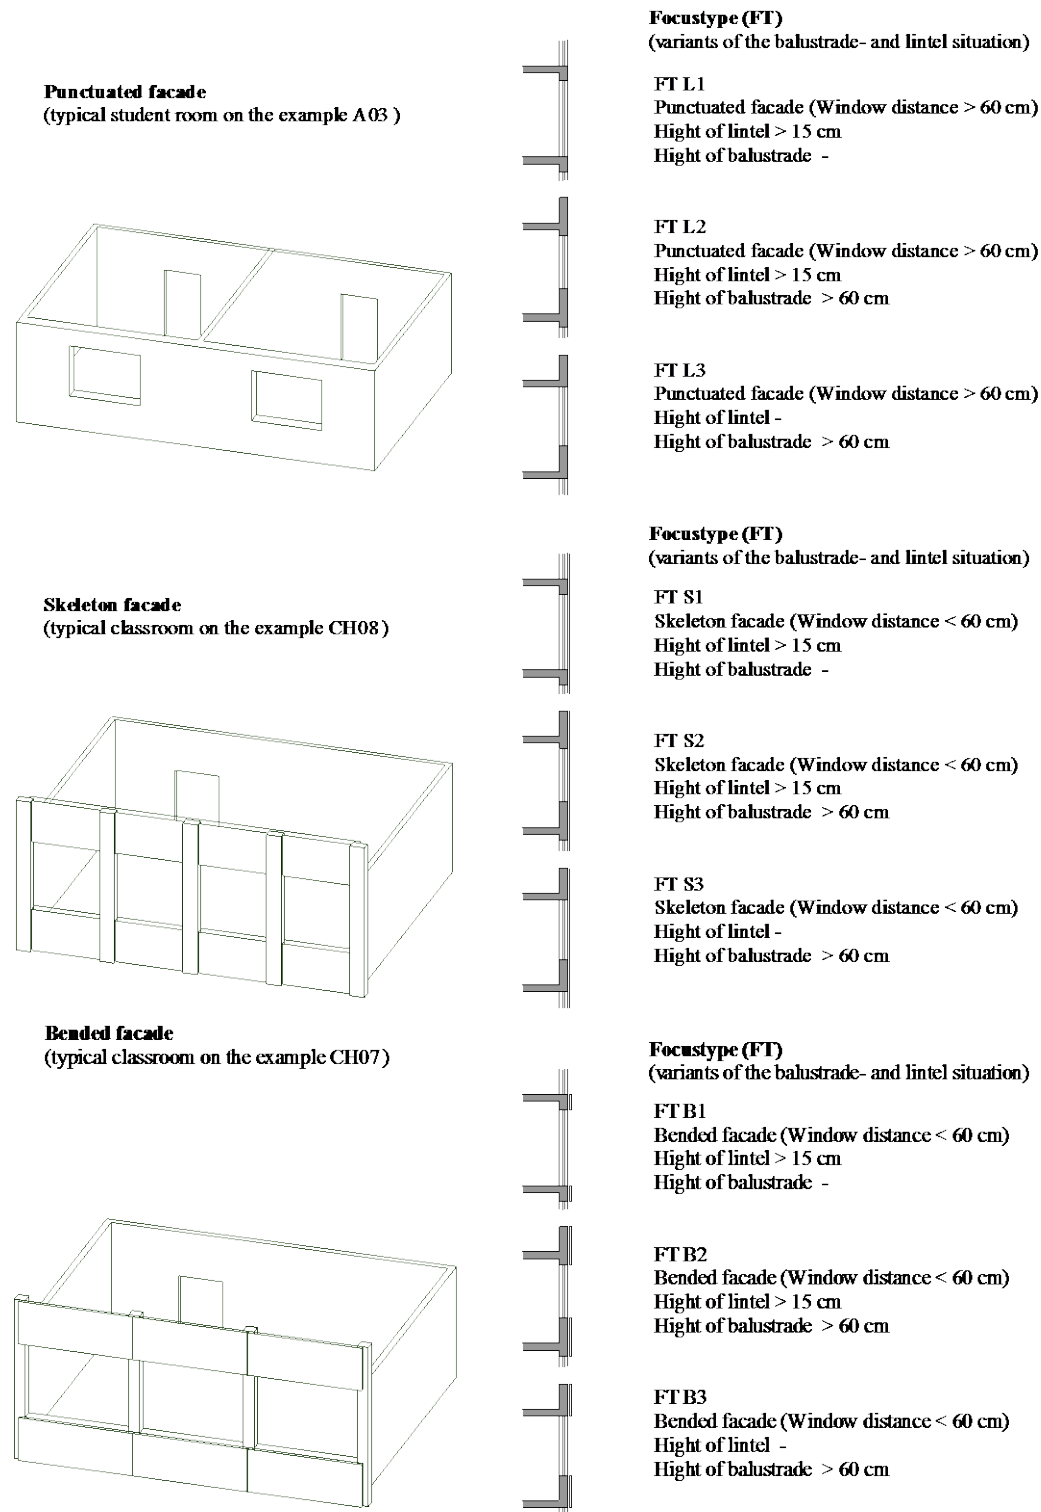 Punctuated facade
(typical student room on the example A03 )
Focustype (FT)
(variants of the balustrade- and lintel situation)
FT L1
Punctuated facade (Window distance > 60 cm)
Hight of lintel > 15 cm
Hight of balustrade  -
FT L2
Punctuated facade (Window distance > 60 cm)
Hight of lintel > 15 cm
Hight of balustrade  > 60 cm
FT L3
Punctuated facade (Window distance > 60 cm)
Hight of lintel -
Hight of balustrade  > 60 cm
Skeleton facade
(typical classroom on the example CH08)
Focustype (FT)
(variants of the balustrade- and lintel situation)
FT S1
Skeleton facade (Window distance < 60 cm)
Hight of lintel > 15 cm
Hight of balustrade  -
FT S2
Skeleton facade (Window distance < 60 cm)
Hight of lintel > 15 cm
Hight of balustrade  > 60 cm
FT S3
Skeleton facade (Window distance < 60 cm)
Hight of lintel -
Hight of balustrade  > 60 cm
Bended facade
(typical classroom on the example CH07)
Focustype (FT)
(variants of the balustrade- and lintel situation)
FT B1
Bended facade (Window distance < 60 cm)
Hight of lintel > 15 cm
Hight of balustrade  -
FT B2
Bended facade (Window distance < 60 cm)
Hight of lintel > 15 cm
Hight of balustrade  > 60 cm
FT B3
Bended facade (Window distance < 60 cm)
Hight of lintel  -
Hight of balustrade  > 60 cm